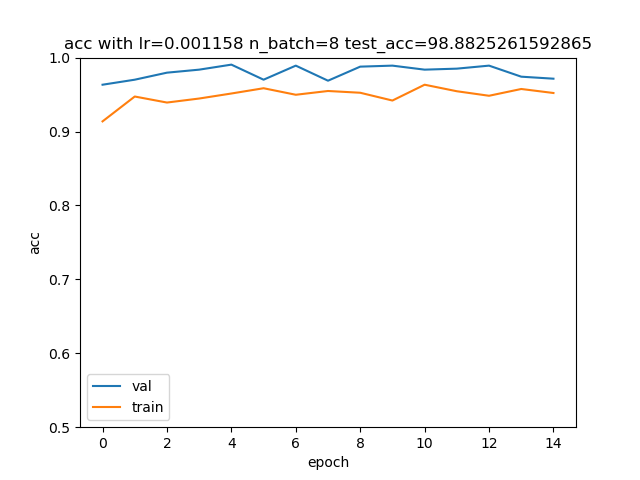 acc with lr=0.001158 n_batch=8 test_acc=98.8825261592865
1.0
0.9
0.8
0.7
0.6
0.5
acc
val
train
0 2 4 6 8 10 12 14
epoch